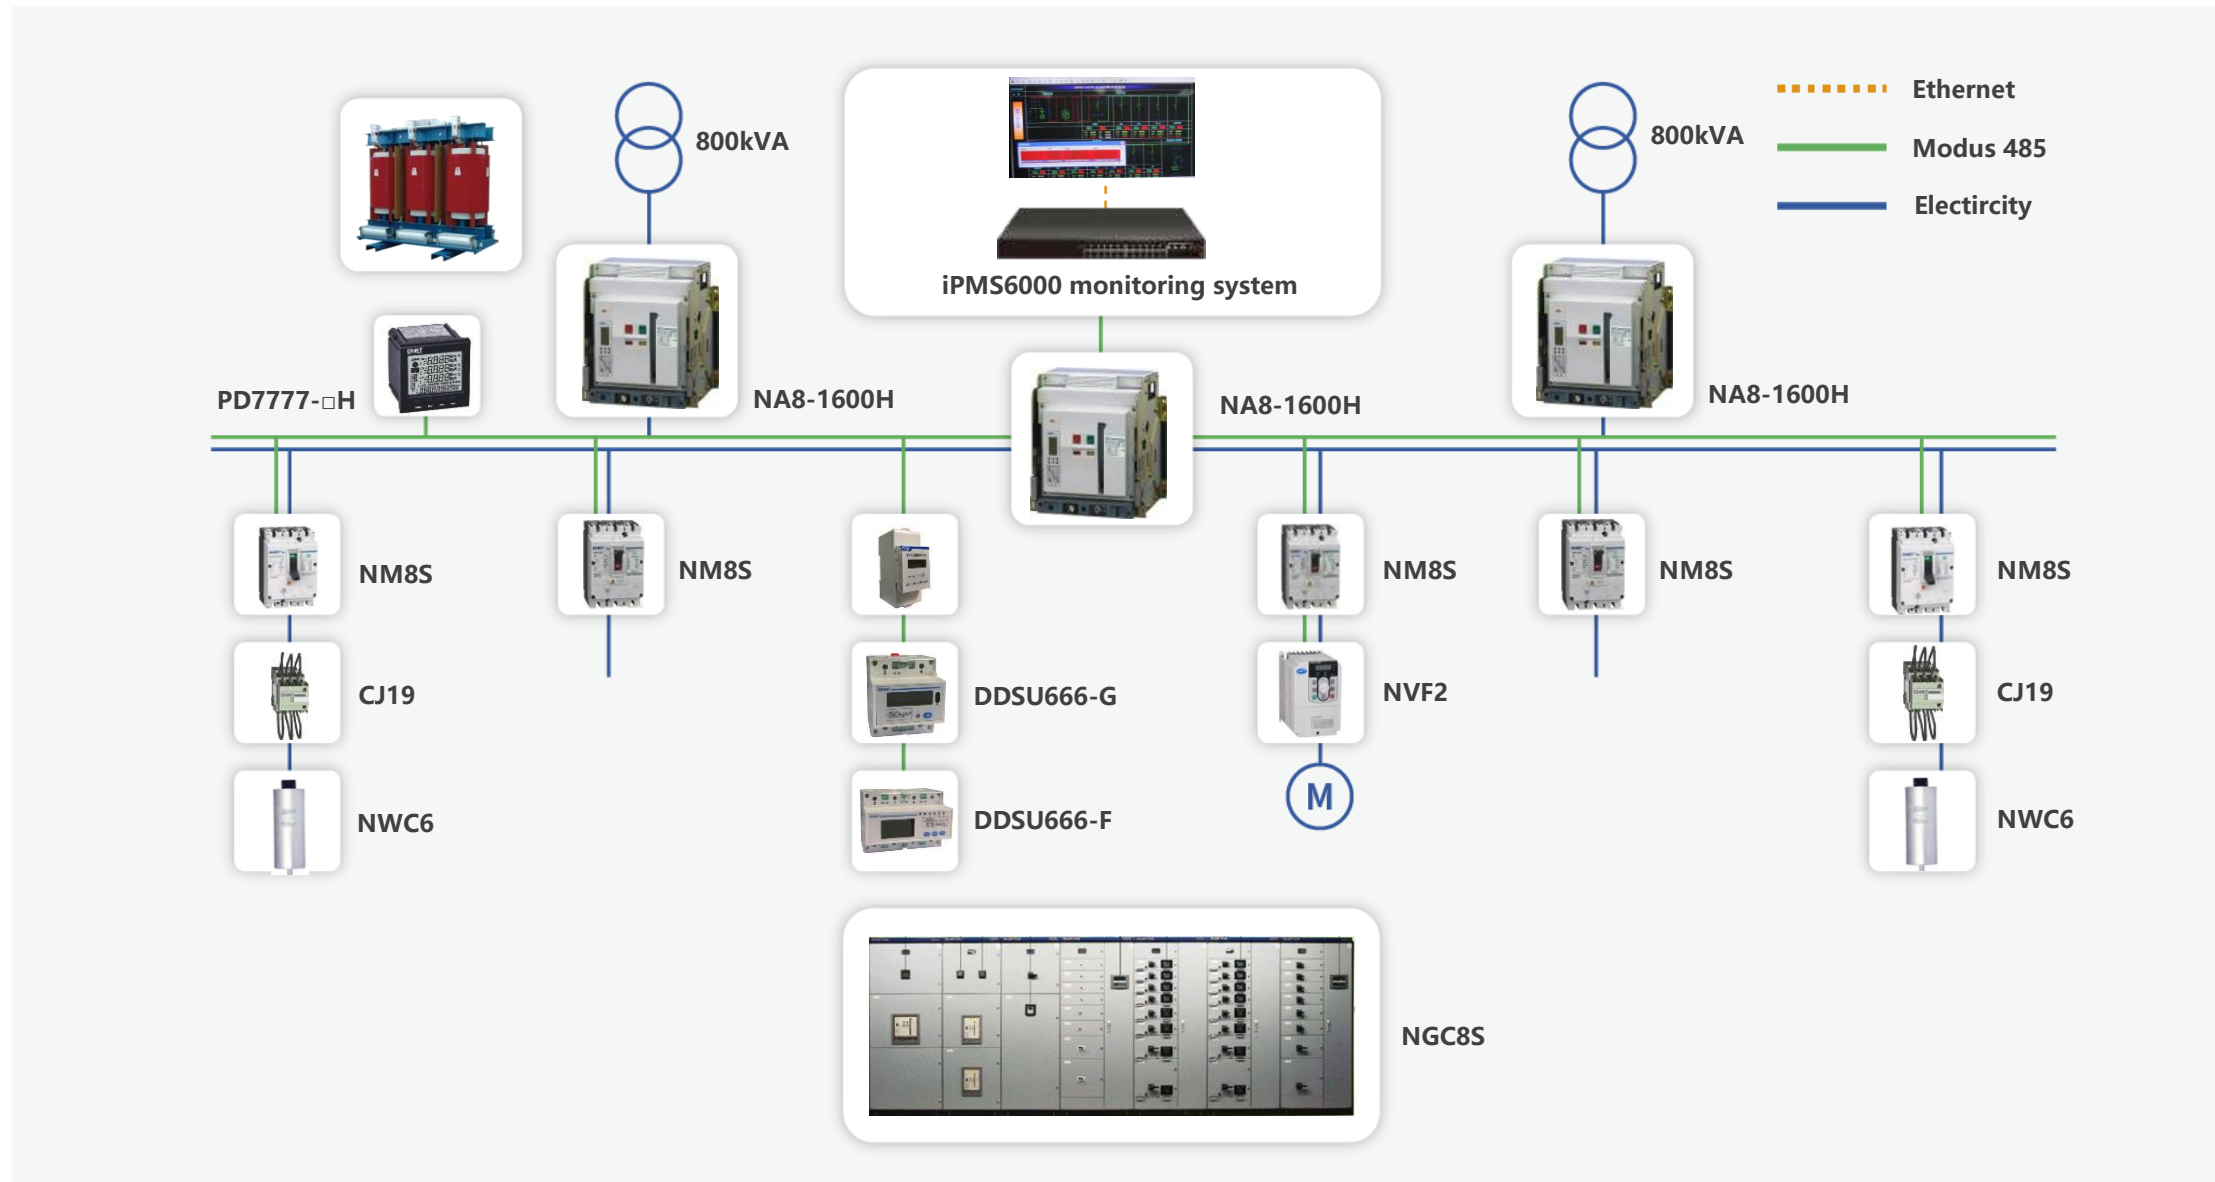 800kVA
800kVA
Ethernet
Modus 485
Electircity
iPMS6000 monitoring system
PD7777-□H
NA8-1600H
NA8-1600H
NA8-1600H
NM8S
NM8S
NM8S
NM8S
NM8S
CJ19
DDSU666-G
NVF2
CJ19
NWC6
DDSU666-F
M
NWC6
NGC8S